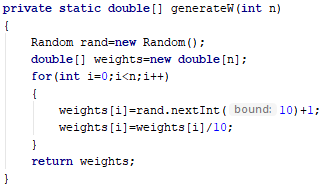 private static double[] generateW(int n)
{
Random rand=new Random();
double[] weights=new double[n];
for(int i=0;i<n;i++)
{
weights[i]=rand.nextInt( bound: 10)+1;
weights[i]=weights[i]/10;
}
return weights;
}